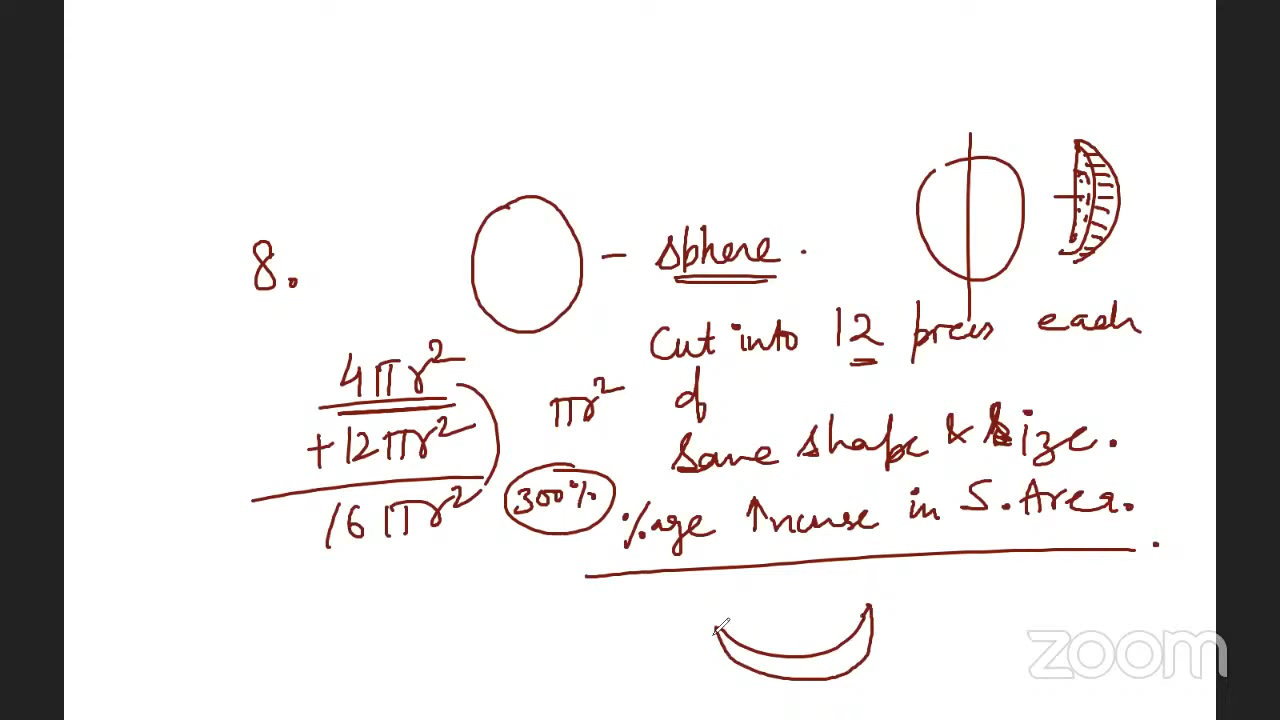 8.
- sphere.
Cut into 12 pieces each
of
same shape & size.
%age ↑ncrease in S. Area.
4πr²
+12πr²
16πr²
πr²
300%
zoom